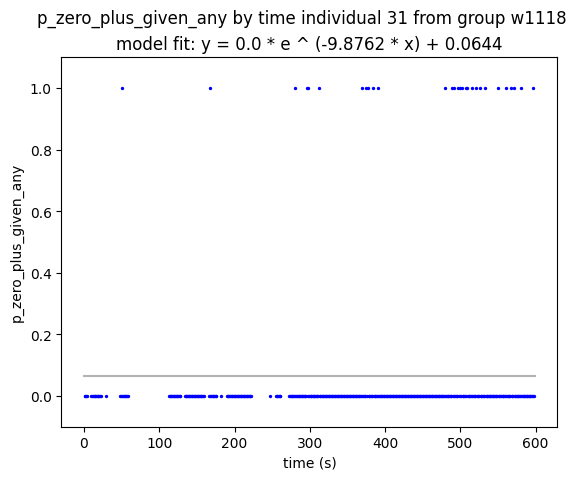 p_zero_plus_given_any by time individual 31 from group w1118
model fit: y = 0.0 * e ^ (-9.8762 * x) + 0.0644
p_zero_plus_given_any
1.0
0.8
0.6
0.4
0.2
0.0
0 100 200 300 400 500 600
time (s)